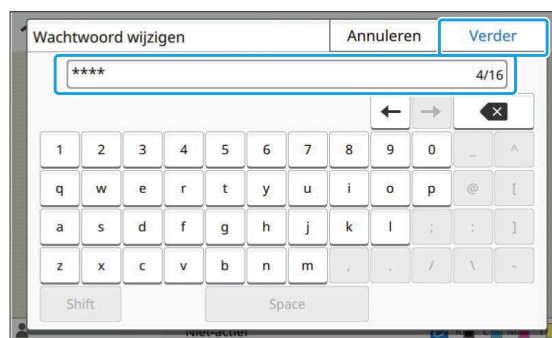 Wachtwoord wijzigen Annuleren Verder
**** 4/16
← →
1 2 3 4 5 6 7 8 9 0 _ ^
q w e r t y u i o p @ [
a s d f g h j k l ; : ]
z x c v b n m , . / \ -
Shift Space
Niet-actief